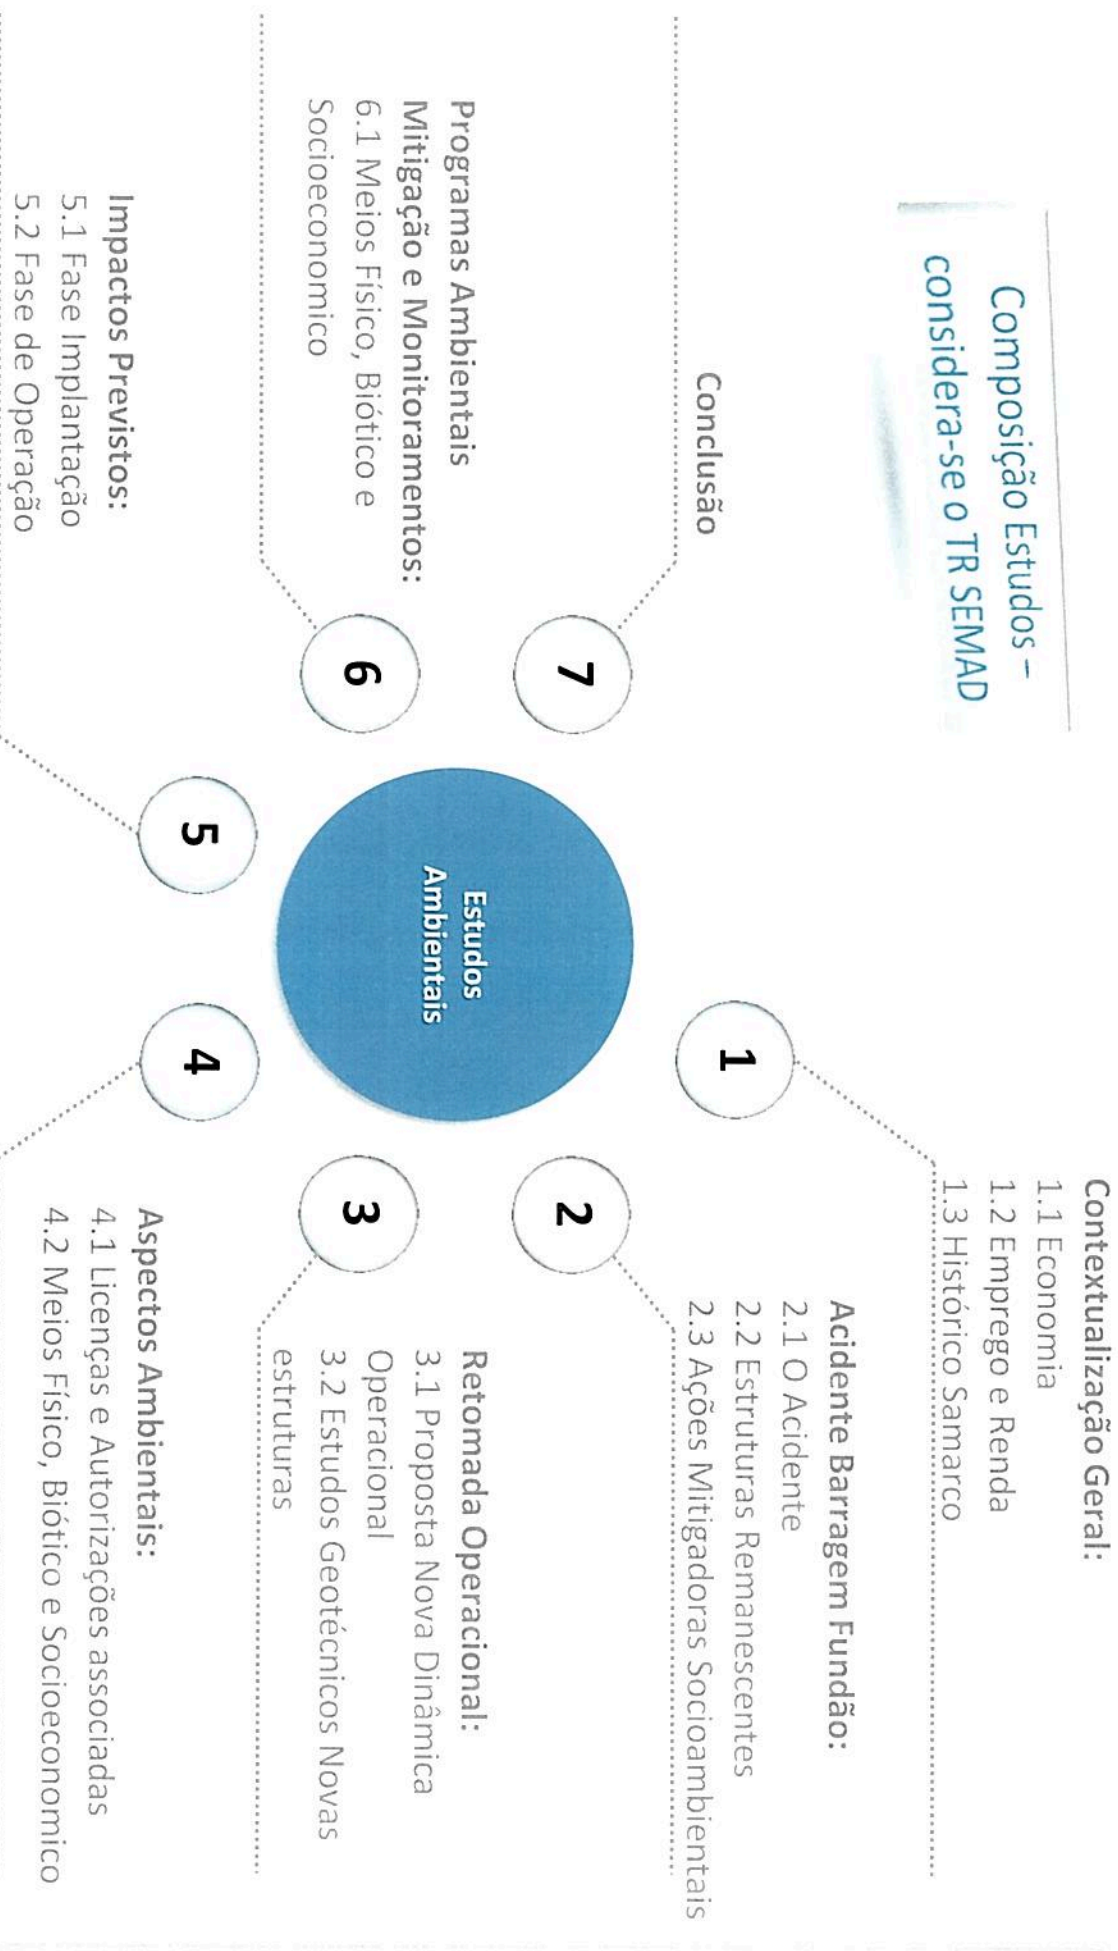 Composição Estudos –
considera-se o TR SEMAD
Estudos
Ambientais
1
Contextualização Geral:
1.1 Economia
1.2 Emprego e Renda
1.3 Histórico Samarco
2
Acidente Barragem Fundão:
2.1 O Acidente
2.2 Estruturas Remanescentes
2.3 Ações Mitigadoras Socioambientais
3
Retomada Operacional:
3.1 Proposta Nova Dinâmica
Operacional
3.2 Estudos Geotécnicos Novas
estruturas
4
Aspectos Ambientais:
4.1 Licenças e Autorizações associadas
4.2 Meios Físico, Biótico e Socioeconomico
5
Impactos Previstos:
5.1 Fase Implantação
5.2 Fase de Operação
6
Programas Ambientais
Mitigação e Monitoramentos:
6.1 Meios Físico, Biótico e
Socioeconomico
7
Conclusão